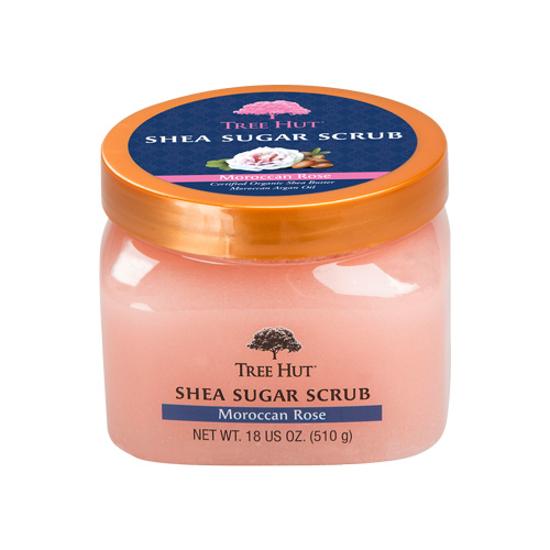 TREE HUT
SHEA SUGAR SCRUB
Moroccan Rose
Certified Organic Shea Butter
Moroccan Argan Oil
TREE HUT
SHEA SUGAR SCRUB
Moroccan Rose
NET WT. 18 US OZ. (510 g)